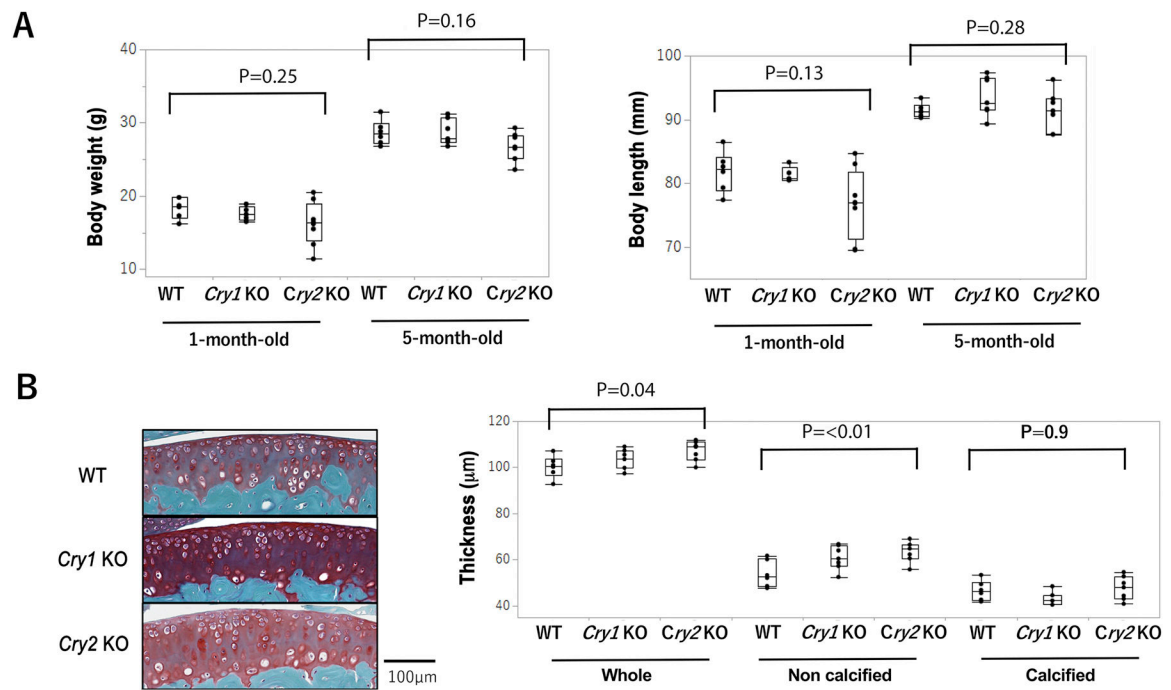 A
P=0.16
P=0.25
40
30
20
10
Body weight (g)
WT Cry1 KO Cry2 KO WT Cry1 KO Cry2 KO
1-month-old 5-month-old
P=0.28
P=0.13
100
90
80
70
Body length (mm)
WT Cry1 KO Cry2 KO WT Cry1 KO Cry2 KO
1-month-old 5-month-old
B
WT
Cry1 KO
Cry2 KO
100μm
P=0.04
P=<0.01
P=0.9
120
100
80
60
40
Thickness (μm)
WT Cry1 KO Cry2 KO WT Cry1 KO Cry2 KO WT Cry1 KO Cry2 KO
Whole Non calcified Calcified